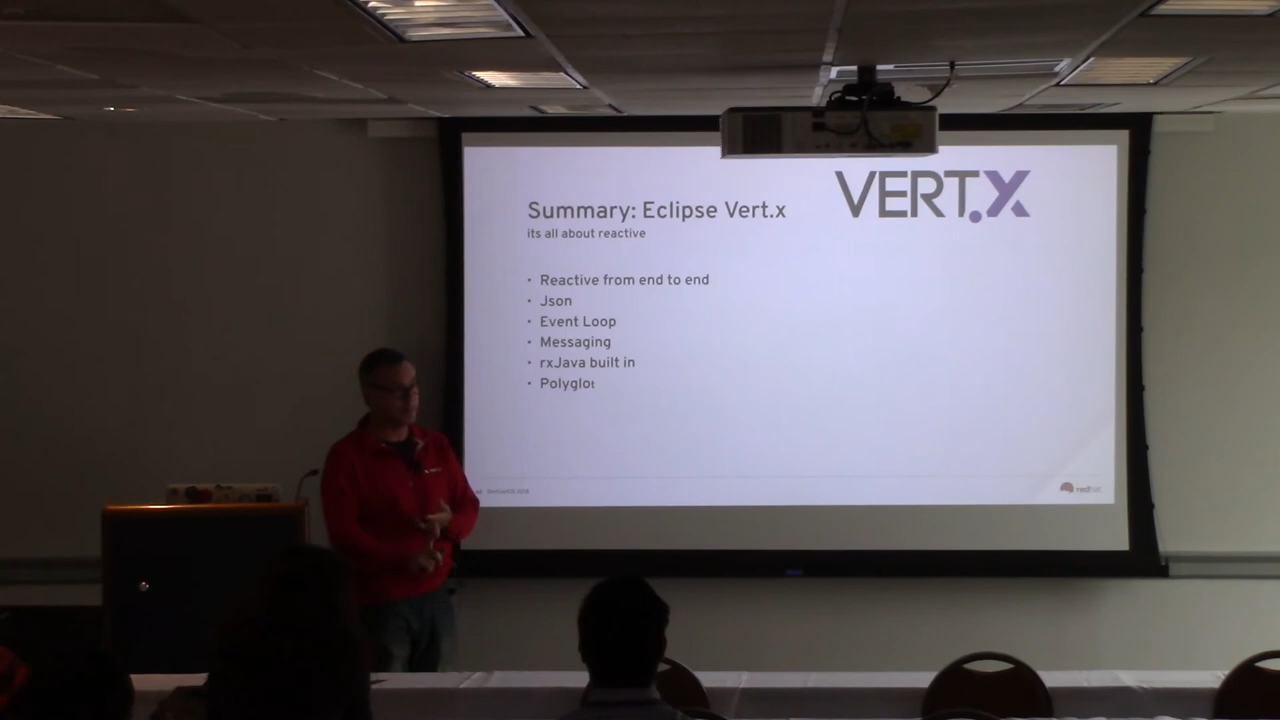 VERT.X
Summary: Eclipse Vert.x
its all about reactive
• Reactive from end to end
• Json
• Event Loop
• Messaging
• rxJava built in
• Polyglot
redhat